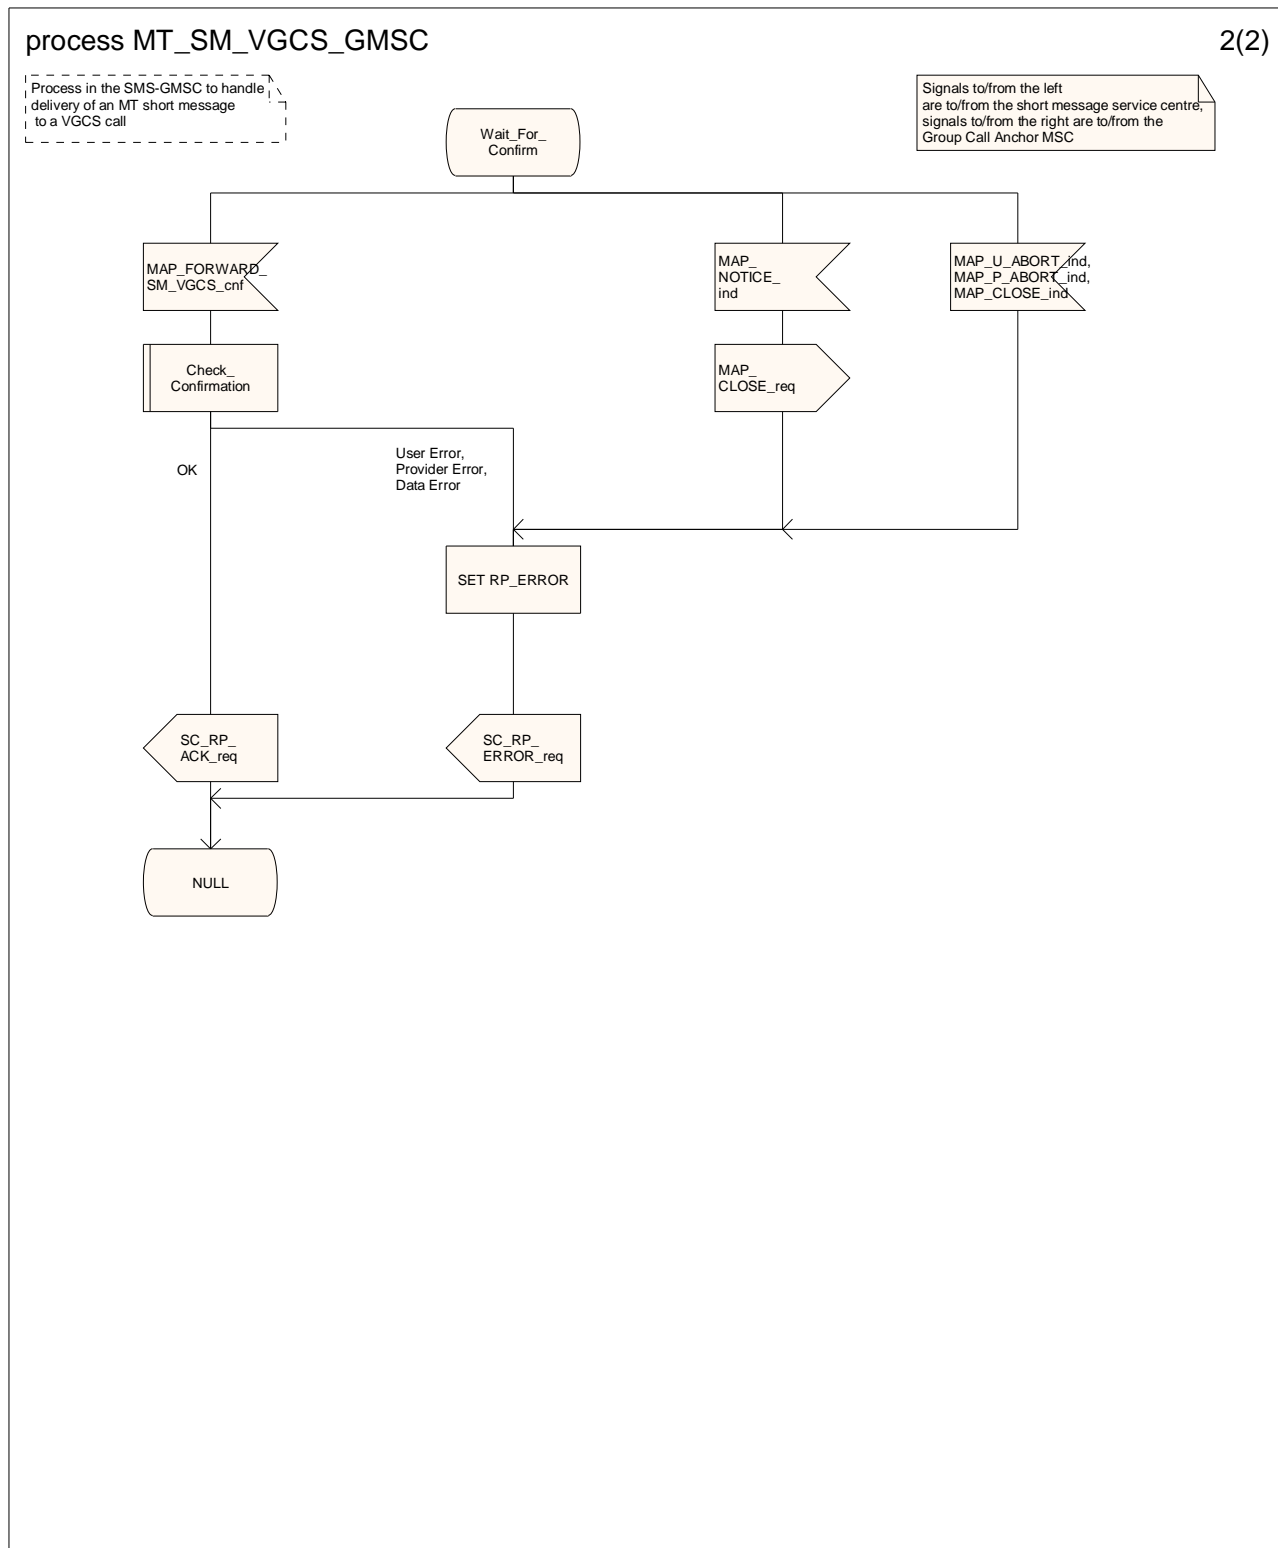 process MT_SM_VGCS_GMSC
2(2)
Process in the SMS-GMSC to handle
delivery of an MT short message
to a VGCS call
Signals to/from the left
are to/from the short message service centre,
signals to/from the right are to/from the
Group Call Anchor MSC
Wait_For_
Confirm
MAP_FORWARD_
SM_VGCS_cnf
MAP_
NOTICE_
ind
MAP_U_ABORT_ind,
MAP_P_ABORT_ind,
MAP_CLOSE_ind
Check_
Confirmation
MAP_
CLOSE_req
OK
User Error,
Provider Error,
Data Error
SET RP_ERROR
SC_RP_
ACK_req
SC_RP_
ERROR_req
NULL